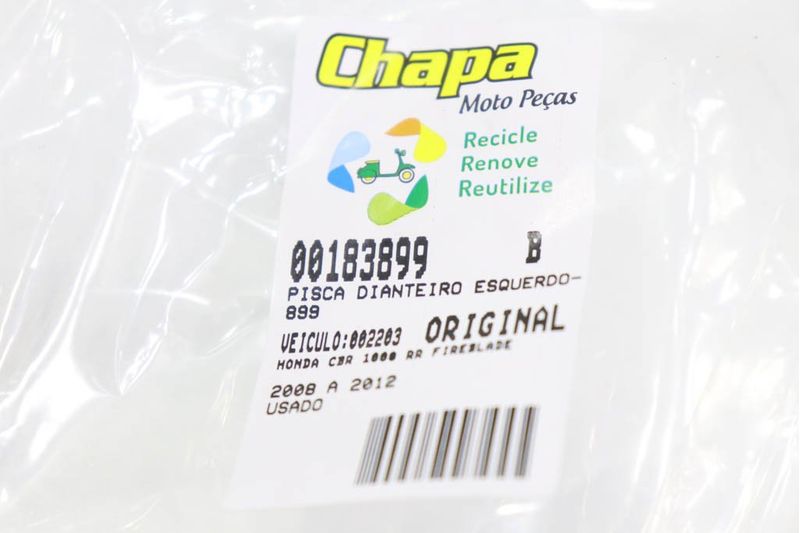 Chapa
Moto Peças
Recicle
Renove
Reutilize
00183899 B
PISCA DIANTEIRO ESQUERDO-
899
VEICULO:002203 ORIGINAL
HONDA CBR 1000 RR FIREBLADE
2008 A 2012
USADO